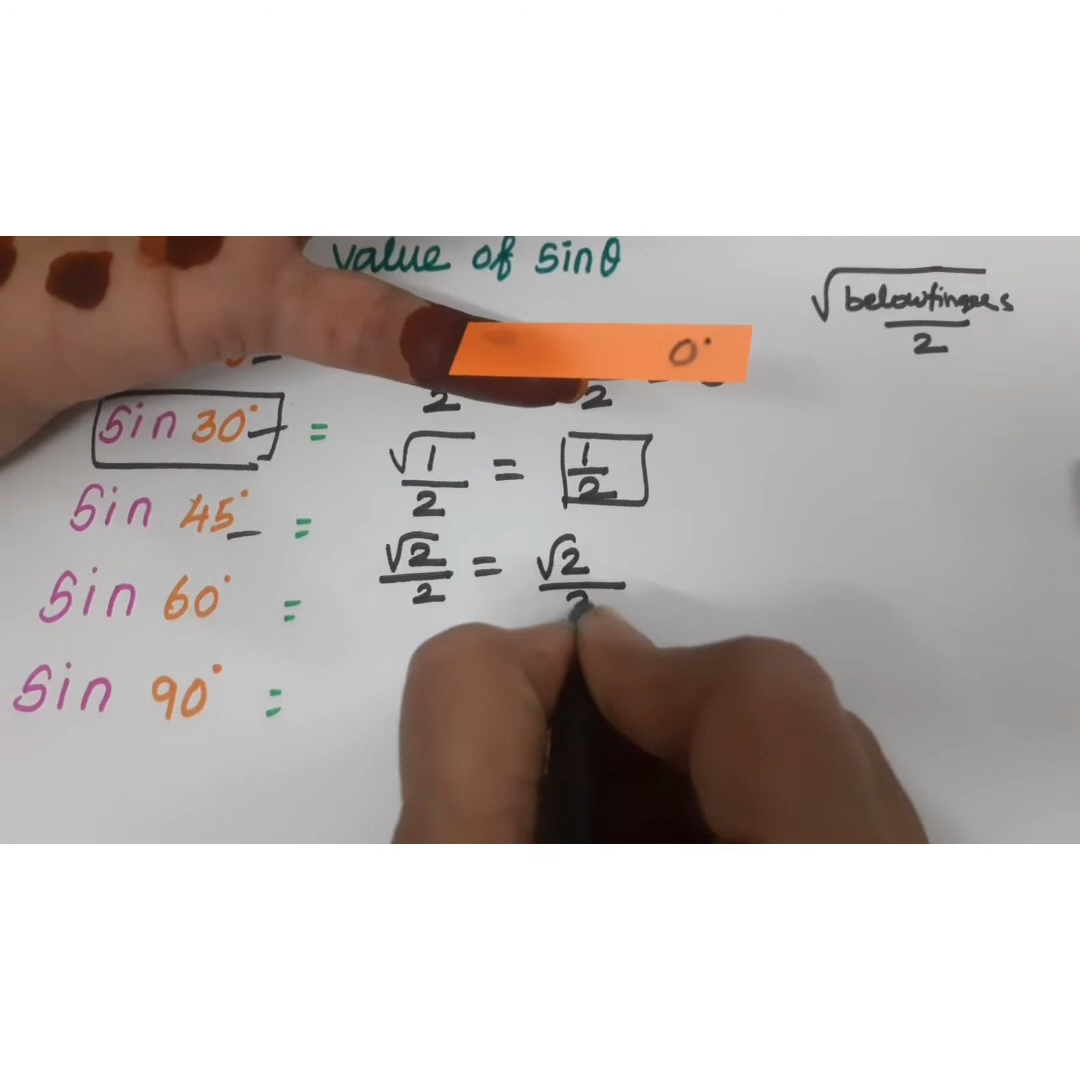 value of sinθ
√belowfingers/2
0°
2 2
Sin 30° = √1/2 = 1/2
Sin 45° = √2/2 = √2/2
Sin 60° =
Sin 90° =